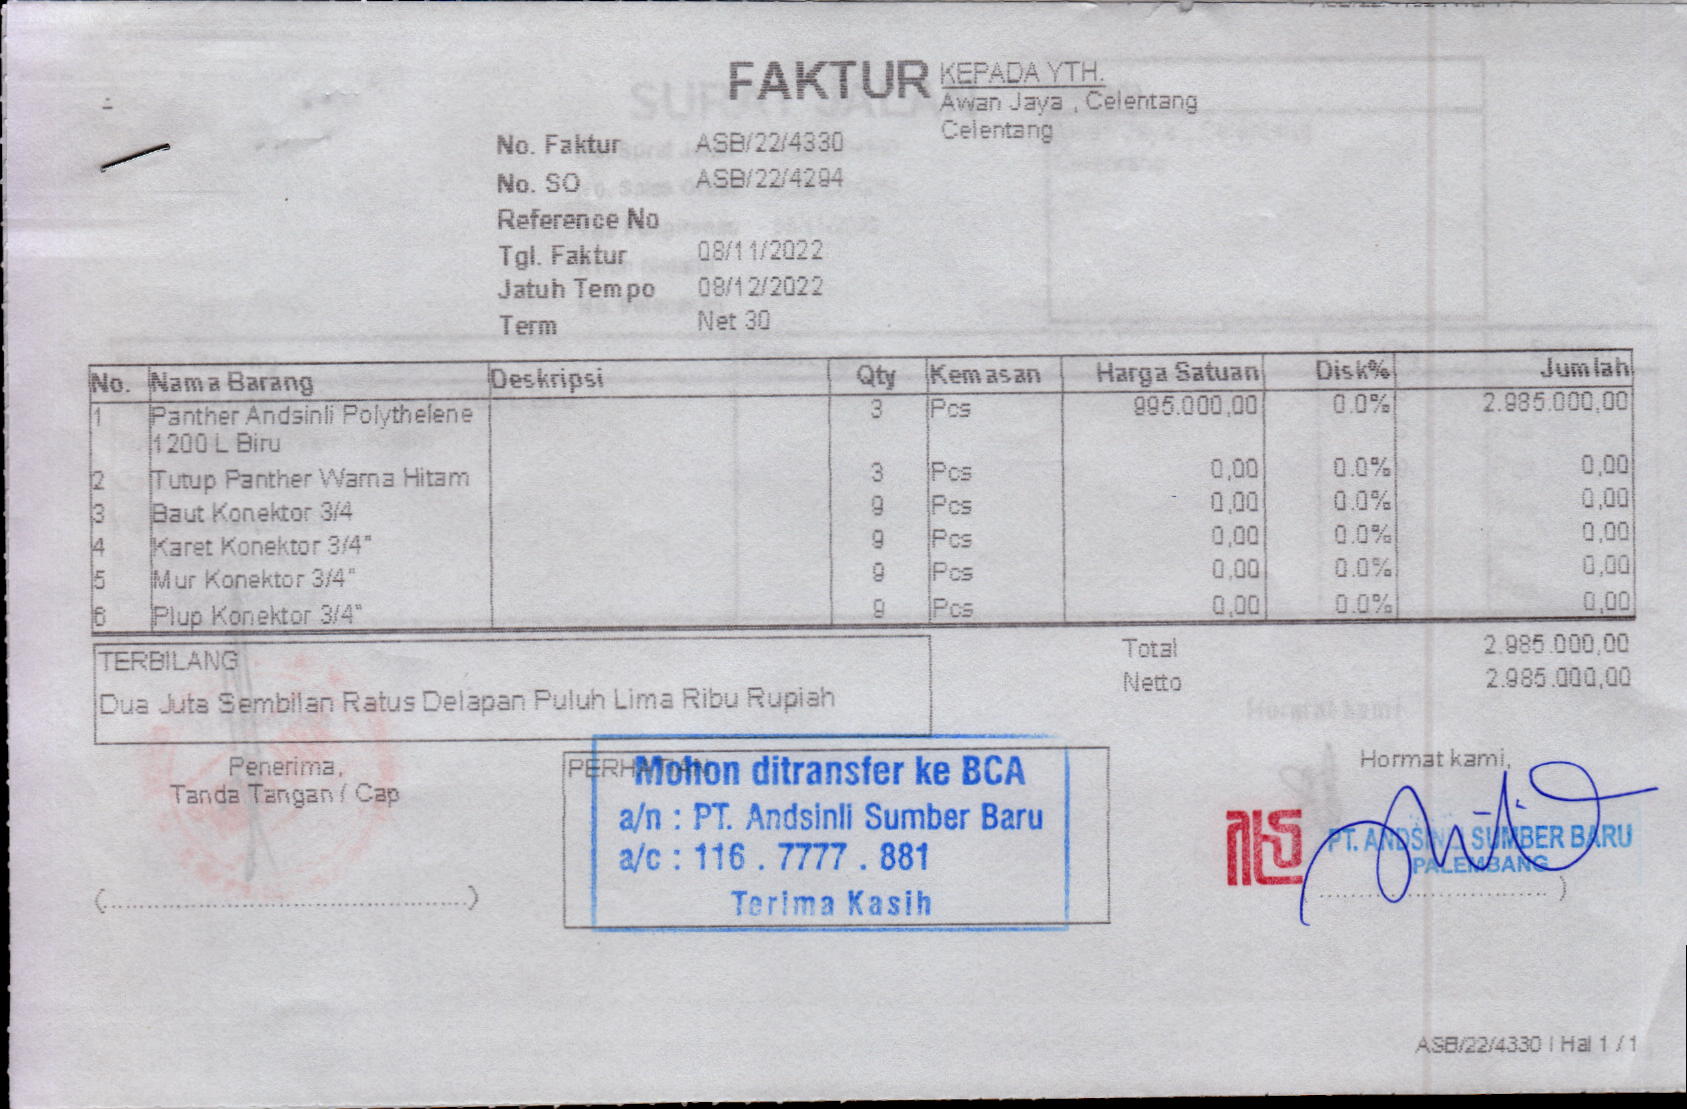 FAKTUR
KEPADA YTH.
Awan Jaya , Celentang
Celentang
No. Faktur ASB/22/4330
No. SO ASB/22/4294
Reference No
Tgl. Faktur 08/11/2022
Jatuh Tempo 08/12/2022
Term Net 30
No. Nama Barang Deskripsi Qty Kemasan Harga Satuan Disk% Jumlah
1 Panther Andsinli Polythelene 3 Pcs 995.000,00 0.0% 2.985.000,00
1200 L Biru
2 Tutup Panther Warna Hitam 3 Pcs 0,00 0.0% 0,00
3 Baut Konektor 3/4 9 Pcs 0,00 0.0% 0,00
4 Karet Konektor 3/4" 9 Pcs 0,00 0.0% 0,00
5 Mur Konektor 3/4" 9 Pcs 0,00 0.0% 0,00
6 Plup Konektor 3/4" 9 Pcs 0,00 0.0% 0,00
Total 2.985.000,00
Netto 2.985.000,00
TERBILANG
Dua Juta Sembilan Ratus Delapan Puluh Lima Ribu Rupiah
Penerima,
Tanda Tangan / Cap
(......................................................)
PERHATIAN
Mohon ditransfer ke BCA
a/n : PT. Andsinli Sumber Baru
a/c : 116 . 7777 . 881
Terima Kasih
Hormat kami,
PT. ANDSINLI SUMBER BARU
PALEMBANG
ASB/22/4330 | Hal 1 / 1